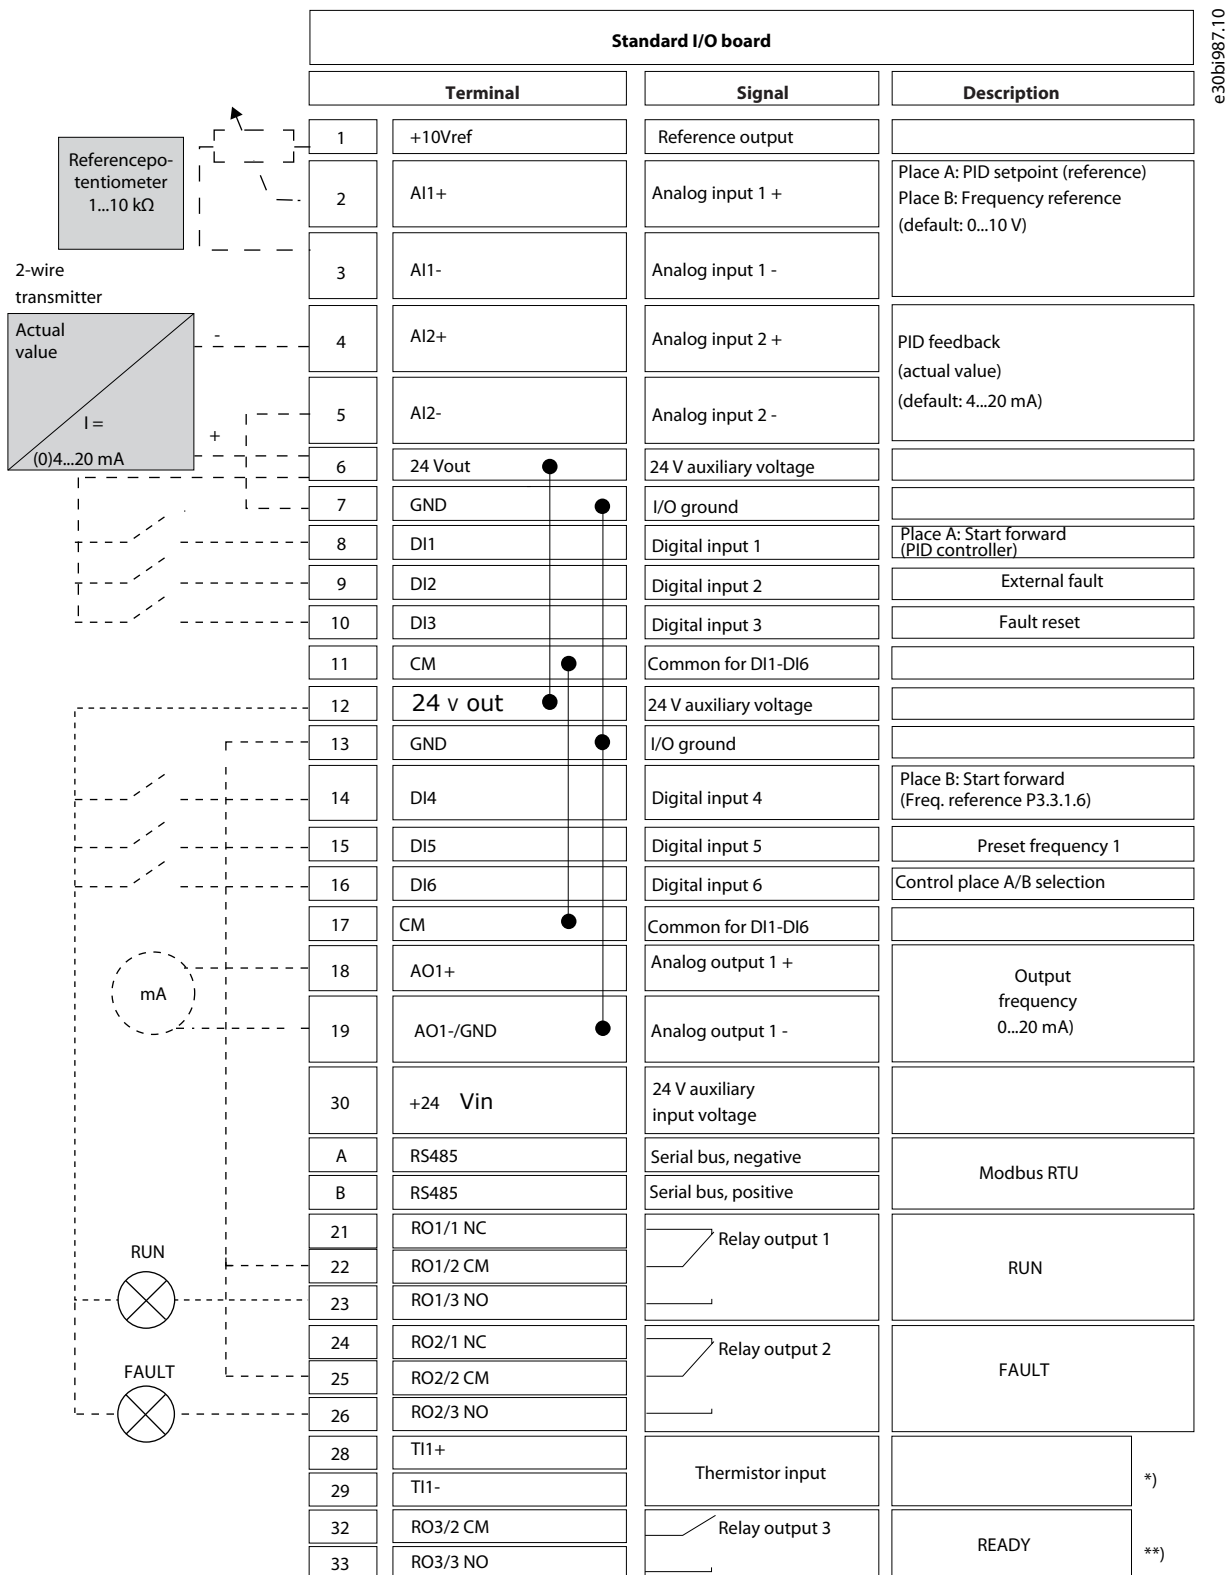 e30bi987.10
Standard I/O board
Terminal Signal Description
1 +10Vref Reference output
Referencepo-
tentiometer
1...10 kΩ
2 AI1+ Analog input 1 +
Place A: PID setpoint (reference)
Place B: Frequency reference
(default: 0...10 V)
3 AI1- Analog input 1 -
2-wire
transmitter
Actual
value
I =
(0)4...20 mA
-
+
4 AI2+ Analog input 2 +
PID feedback
(actual value)
(default: 4...20 mA)
5 AI2- Analog input 2 -
6 24 Vout 24 V auxiliary voltage
7 GND I/O ground
8 DI1 Digital input 1
Place A: Start forward
(PID controller)
9 DI2 Digital input 2 External fault
10 DI3 Digital input 3 Fault reset
11 CM Common for DI1-DI6
12 24 v out 24 V auxiliary voltage
13 GND I/O ground
14 DI4 Digital input 4
Place B: Start forward
(Freq. reference P3.3.1.6)
15 DI5 Digital input 5 Preset frequency 1
16 DI6 Digital input 6 Control place A/B selection
17 CM Common for DI1-DI6
mA
18 AO1+ Analog output 1 +
Output
frequency
0...20 mA)
19 AO1-/GND Analog output 1 -
30 +24 Vin
24 V auxiliary
input voltage
A RS485 Serial bus, negative
Modbus RTU
B RS485 Serial bus, positive
21 RO1/1 NC
Relay output 1
RUN
22 RO1/2 CM
RUN
23 RO1/3 NO
24 RO2/1 NC
Relay output 2
FAULT
25 RO2/2 CM
FAULT
26 RO2/3 NO
28 TI1+
Thermistor input
*)
29 TI1-
32 RO3/2 CM
Relay output 3
READY
**)
33 RO3/3 NO